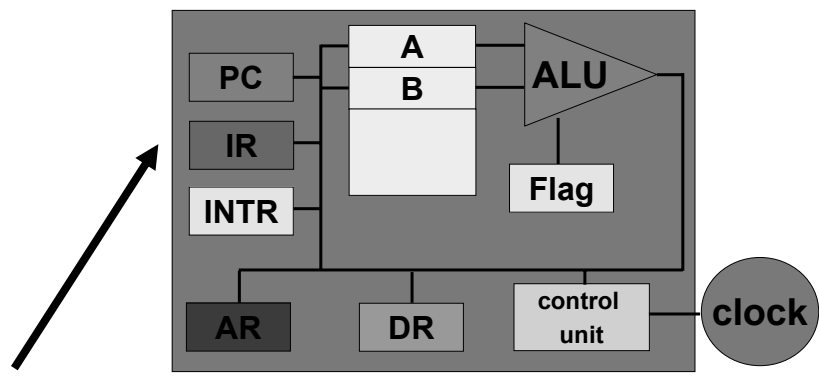 A
PC
B
ALU
IR
INTR
Flag
AR
DR
control
unit
clock